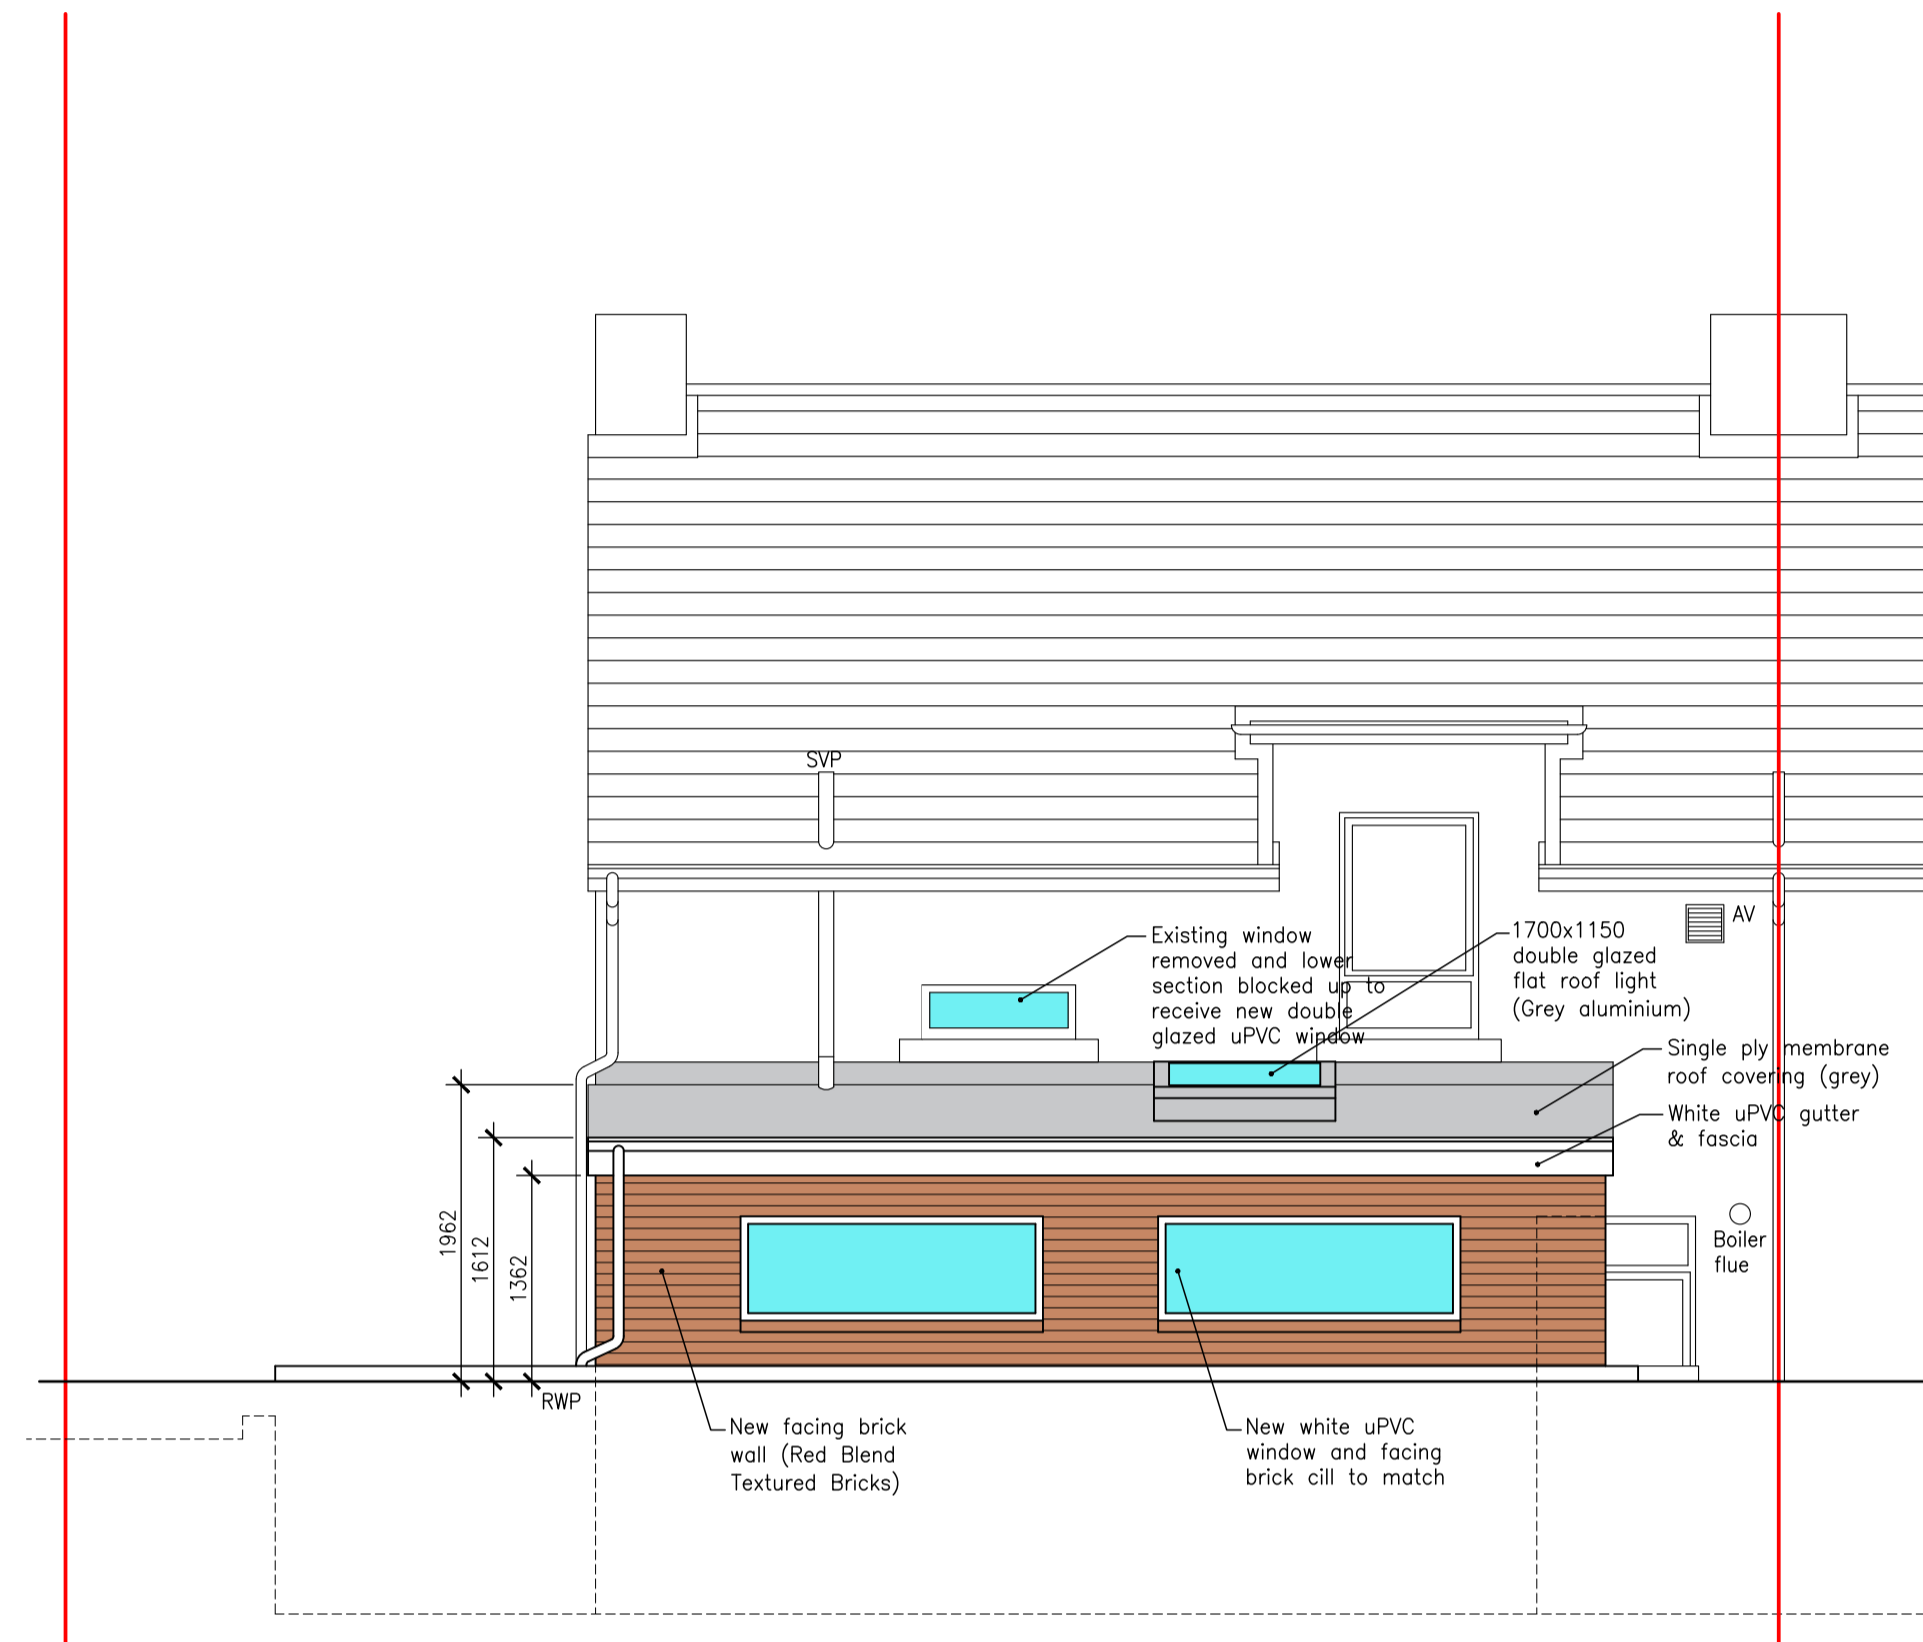 SVP
AV
Existing window
removed and lower
section blocked up to
receive new double
glazed uPVC window
1700x1150
double glazed
flat roof light
(Grey aluminium)
Single ply membrane
roof covering (grey)
White uPVC gutter
& fascia
1962
1612
1362
Boiler
flue
RWP
New facing brick
wall (Red Blend
Textured Bricks)
New white uPVC
window and facing
brick cill to match